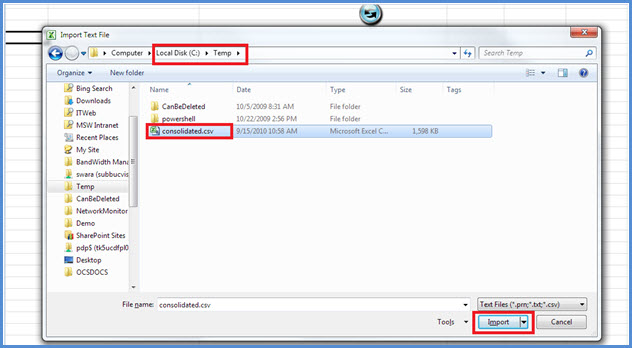 Import Text File
Computer Local Disk (C:) Temp Search Temp
Organize New folder
Name Date Type Size Tags
Bing Search
Downloads
ITWeb
MSW Intranet
Recent Places
My Site
BandWidth Mana
swara (subbucvis
Temp
CanBeDeleted
NetworkMonitor
Demo
SharePoint Sites
pdp$ (tk5ucdfpl0
Desktop
OCSDOCS
CanBeDeleted 10/5/2009 8:31 AM File folder
powershell 10/22/2009 2:56 PM File folder
consolidated.csv 9/15/2010 10:58 AM Microsoft Excel C... 1,598 KB
File name: consolidated.csv Text Files (*.prn;*.txt;*.csv)
Tools Import Cancel